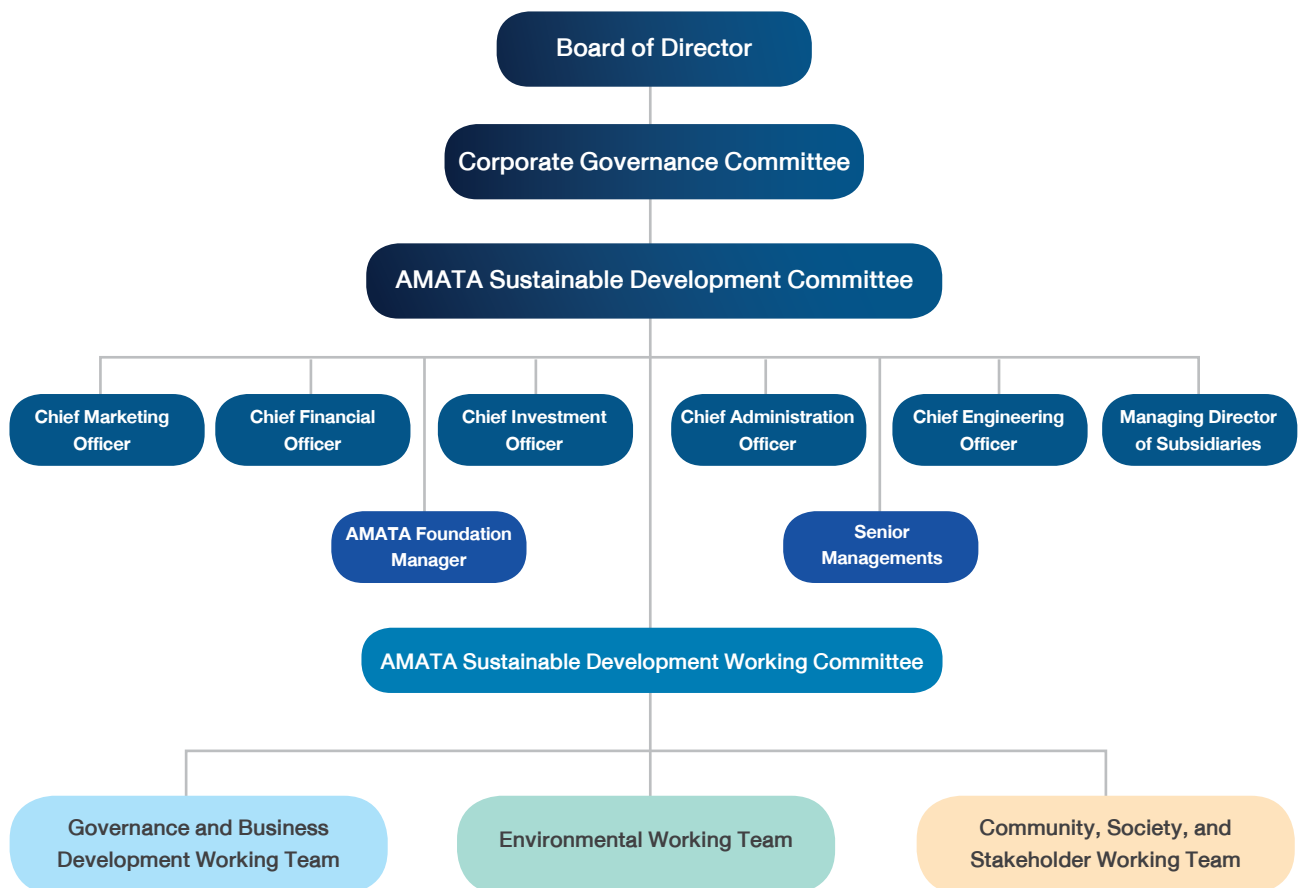 Board of Director
Corporate Governance Committee
AMATA Sustainable Development Committee
Chief Marketing
Officer
Chief Financial
Officer
Chief Investment
Officer
Chief Administration
Officer
Chief Engineering
Officer
Managing Director
of Subsidiaries
AMATA Foundation
Manager
Senior
Managements
AMATA Sustainable Development Working Committee
Governance and Business
Development Working Team
Environmental Working Team
Community, Society, and
Stakeholder Working Team